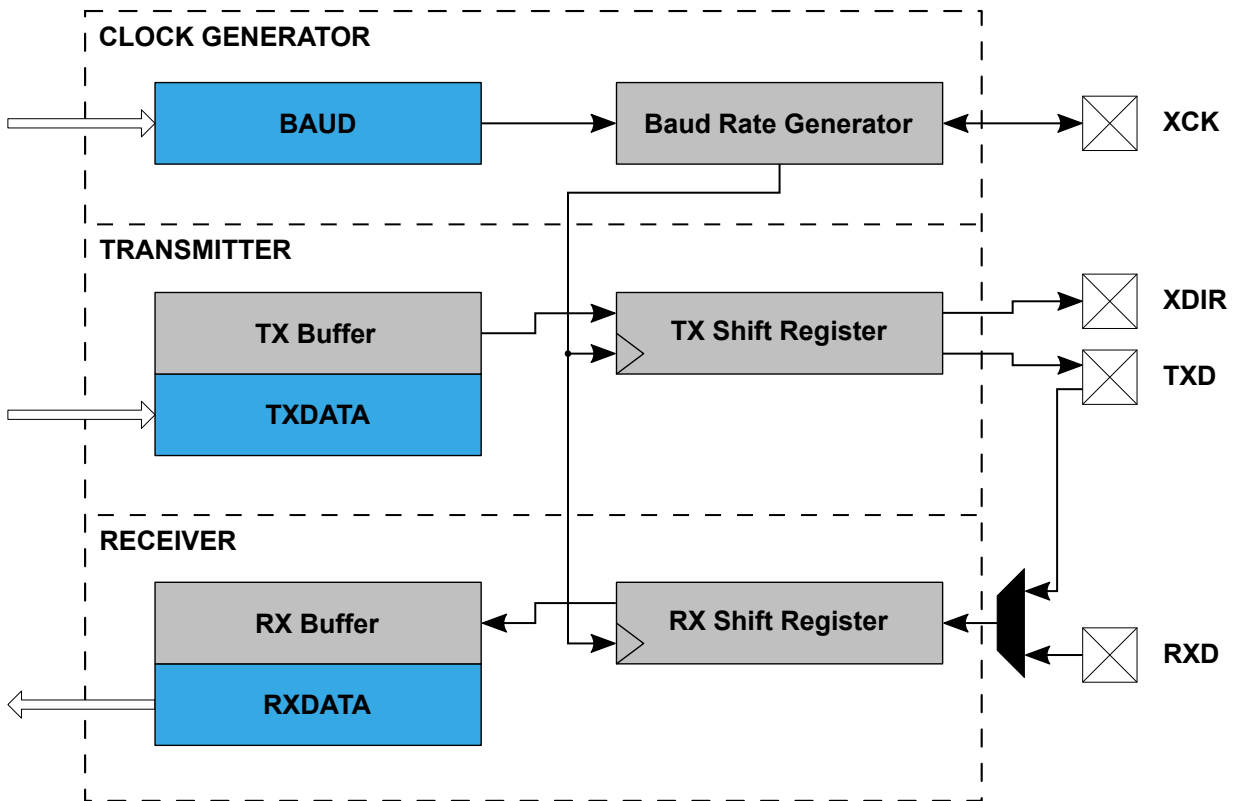 CLOCK GENERATOR
BAUD
Baud Rate Generator
XCK
TRANSMITTER
TX Buffer
TX Shift Register
XDIR
TXDATA
TXD
RECEIVER
RX Buffer
RX Shift Register
RXD
RXDATA